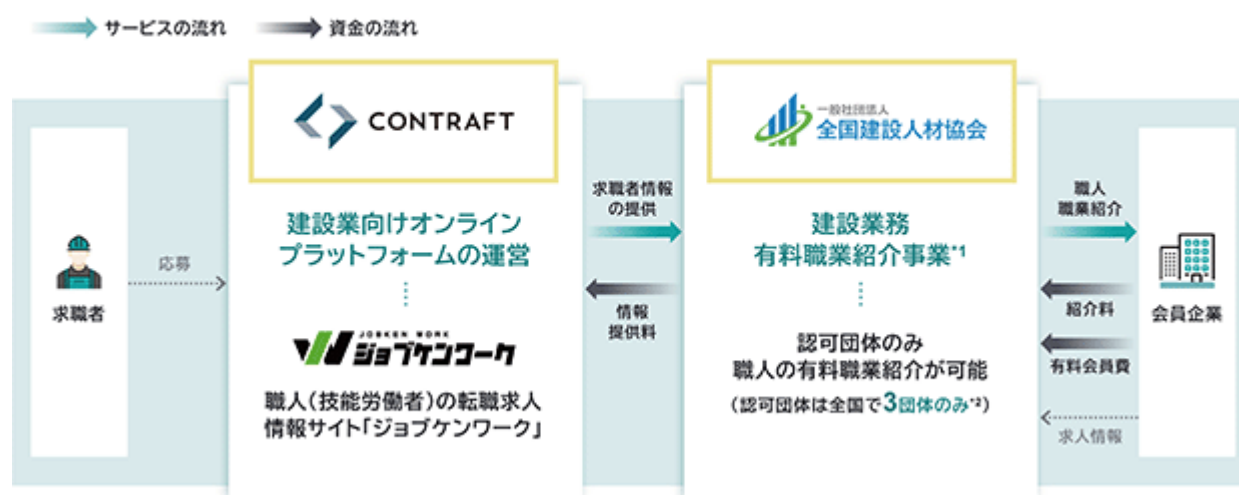 サービスの流れ
資金の流れ
求職者
応募
CONTRAFT
建設業向けオンライン
プラットフォームの運営
JOBKEN WORK
ジョブケンワーク
職人(技能労働者)の転職求人
情報サイト「ジョブケンワーク」
求職者情報
の提供
情報
提供料
一般社団法人
全国建設人材協会
建設業務
有料職業紹介事業*1
認可団体のみ
職人の有料職業紹介が可能
(認可団体は全国で3団体のみ*2)
職人
職業紹介
紹介料
有料会員費
求人情報
会員企業